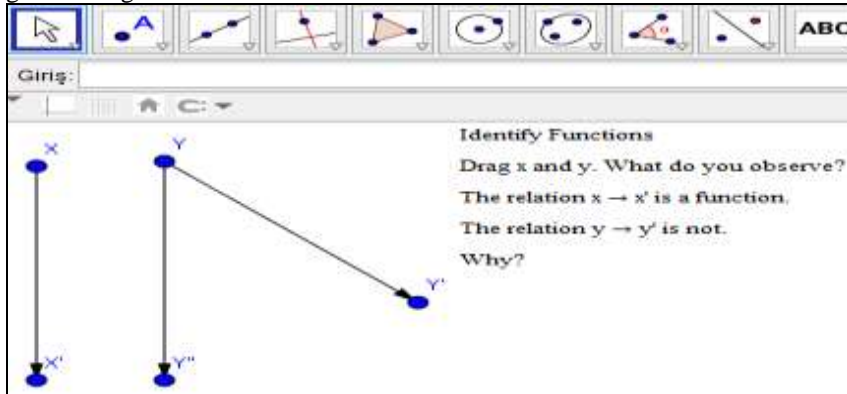 A
ABC
Giriş:
X
Y
Y'
X'
Y"
Identify Functions
Drag x and y. What do you observe?
The relation x → x' is a function.
The relation y → y' is not.
Why?